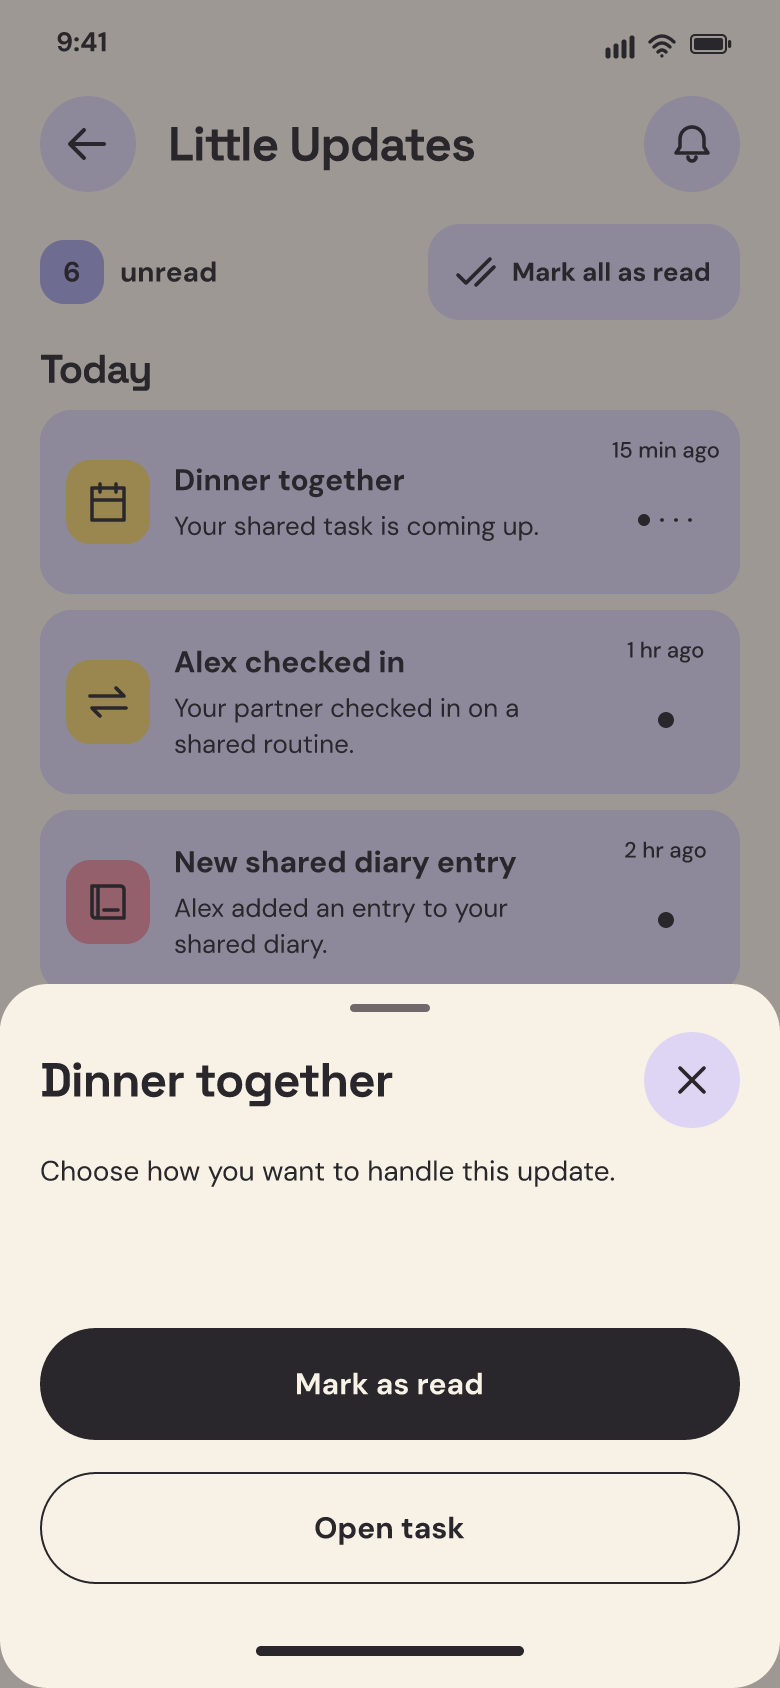 9:41
Little Updates
6 unread
Mark all as read
Today
15 min ago
Dinner together
Your shared task is coming up.
1 hr ago
Alex checked in
Your partner checked in on a
shared routine.
2 hr ago
New shared diary entry
Alex added an entry to your
shared diary.
Dinner together
Choose how you want to handle this update.
Mark as read
Open task